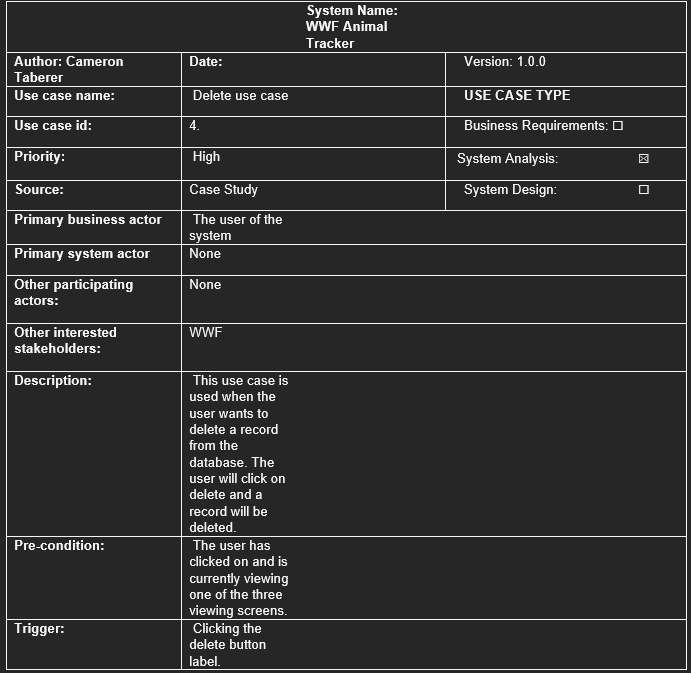 System Name:
WWF Animal
Tracker
Author: Cameron
Taberer
Date:
Version: 1.0.0
Use case name:
Delete use case
USE CASE TYPE
Use case id:
4.
Business Requirements: ☐
Priority:
High
System Analysis: ☒
Source:
Case Study
System Design: ☐
Primary business actor
The user of the
system
Primary system actor
None
Other participating
actors:
None
Other interested
stakeholders:
WWF
Description:
This use case is
used when the
user wants to
delete a record
from the
database. The
user will click on
delete and a
record will be
deleted.
Pre-condition:
The user has
clicked on and is
currently viewing
one of the three
viewing screens.
Trigger:
Clicking the
delete button
label.